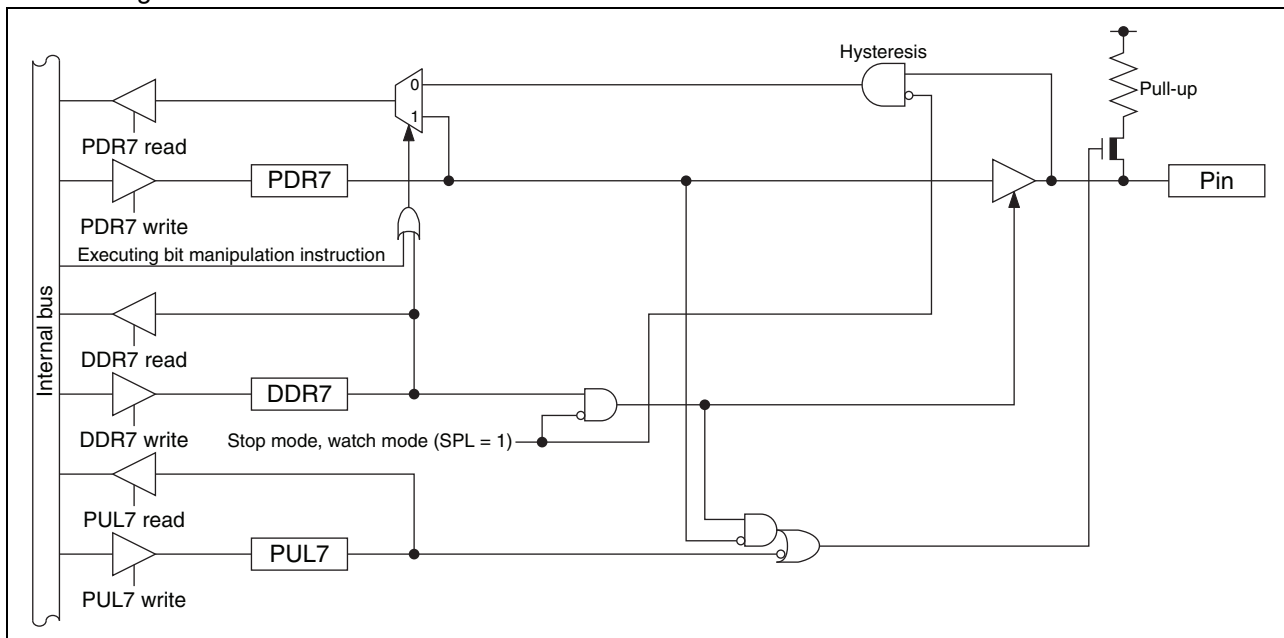 Hysteresis
0
Pull-up
1
PDR7 read
PDR7
Pin
PDR7 write
Executing bit manipulation instruction
Internal bus
DDR7 read
DDR7
DDR7 write
Stop mode, watch mode (SPL = 1)
PUL7 read
PUL7
PUL7 write